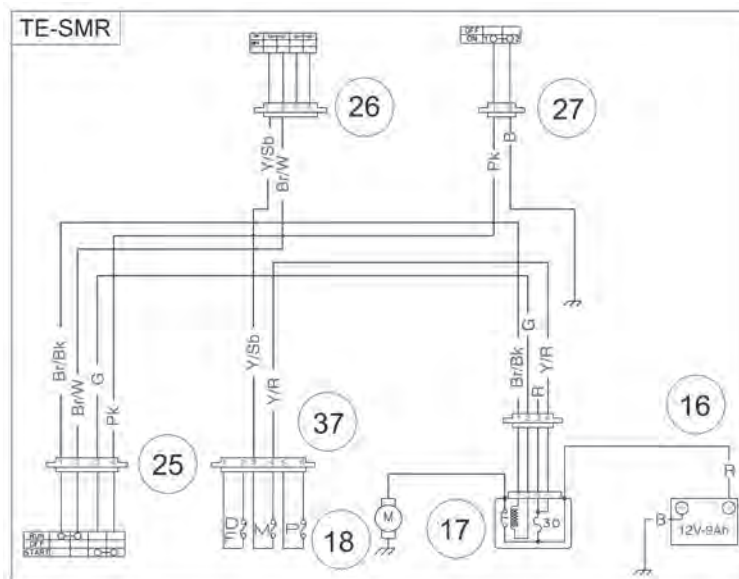 TE-SMR
OFF
ON
26
27
Y/Sb
Br/W
Pk
B
Br/Bk
Br/W
G
Pk
Y/Sb
Y/R
Br/Bk
G
R
Y/R
37
16
25
18
17
M
30
R
B
12V-9Ah
D
F
M
P
RUN
OFF
START